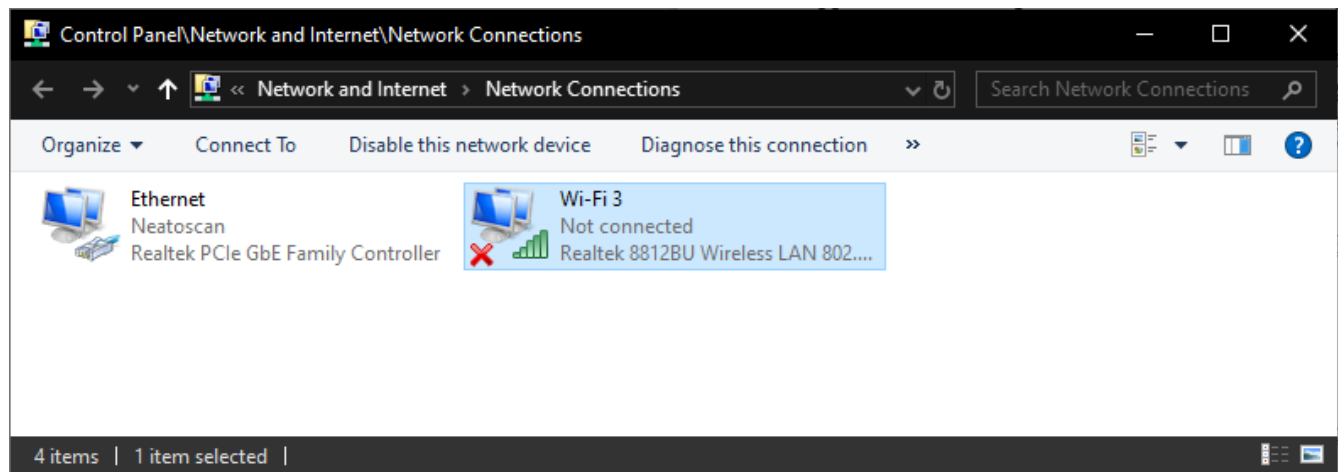 Control Panel\Network and Internet\Network Connections
« Network and Internet > Network Connections
Search Network Connections
Organize Connect To Disable this network device Diagnose this connection »
Ethernet
Neatoscan
Realtek PCIe GbE Family Controller
Wi-Fi 3
Not connected
Realtek 8812BU Wireless LAN 802....
4 items | 1 item selected |